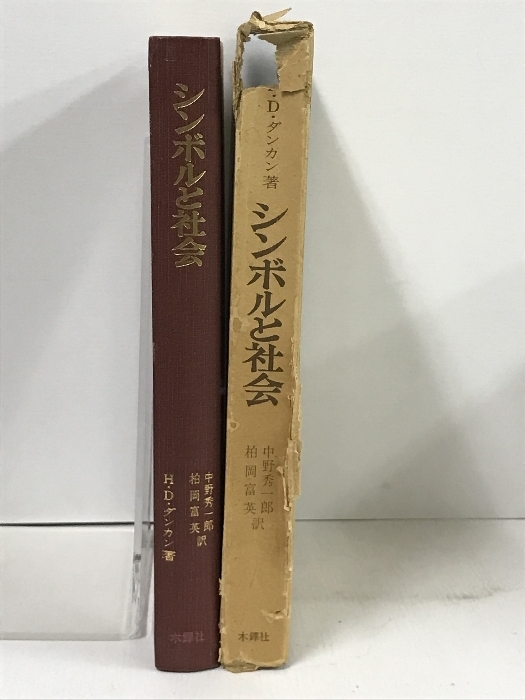 シンボルと社会
中野秀一郎
柏岡富英 訳
H・D・ダンカン著
木鐸社
・D・ダンカン著
シンボルと社会
中野秀一郎
柏岡富英 訳
木鐸社